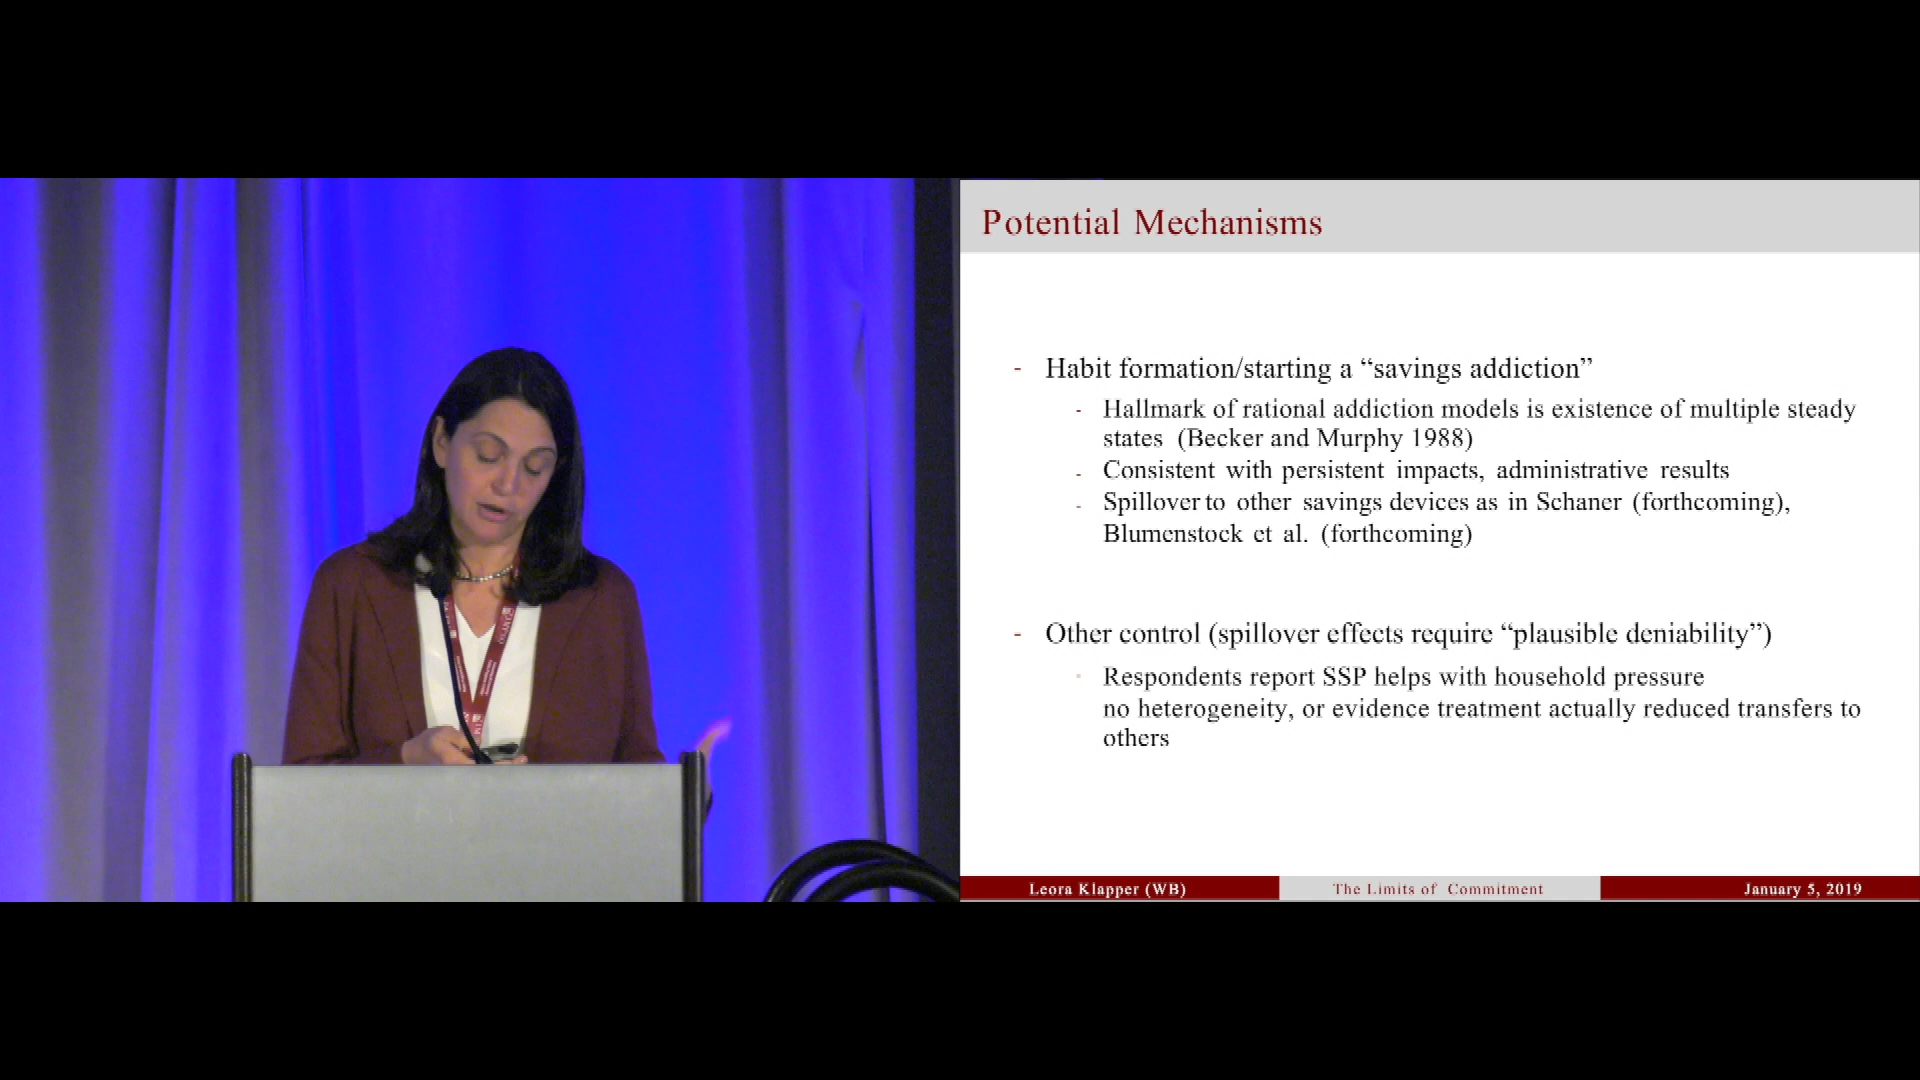 Potential Mechanisms
- Habit formation/starting a “savings addiction”
- Hallmark of rational addiction models is existence of multiple steady
states (Becker and Murphy 1988)
- Consistent with persistent impacts, administrative results
- Spillover to other savings devices as in Schaner (forthcoming),
Blumenstock et al. (forthcoming)
- Other control (spillover effects require “plausible deniability”)
- Respondents report SSP helps with household pressure
no heterogeneity, or evidence treatment actually reduced transfers to
others
Leora Klapper (WB)
The Limits of Commitment
January 5, 2019